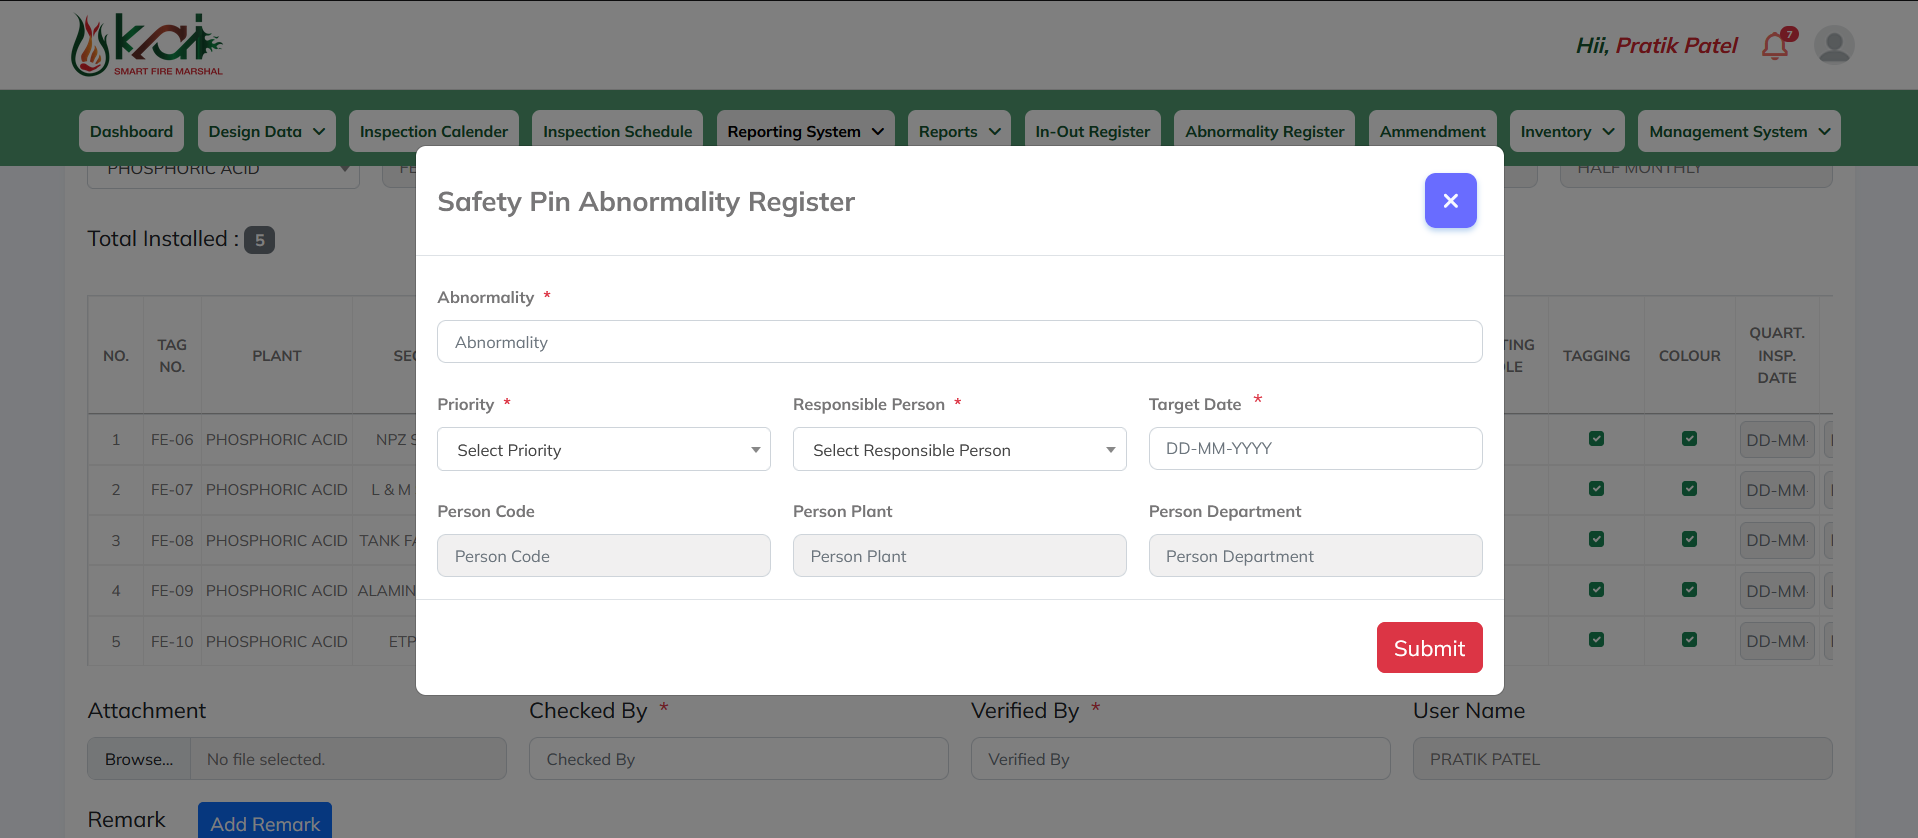 kai
SMART FIRE MARSHAL
Hii, Pratik Patel
7
Dashboard Design Data Inspection Calender Inspection Schedule Reporting System Reports In-Out Register Abnormality Register Ammendment Inventory Management System
PHOSPHORIC ACID FE HALF MONTHLY
Safety Pin Abnormality Register
Total Installed : 5
Abnormality *
Abnormality
Priority * Responsible Person * Target Date *
Select Priority Select Responsible Person DD-MM-YYYY
Person Code Person Plant Person Department
Person Code Person Plant Person Department
Submit
NO. TAG NO. PLANT SEC TING LE TAGGING COLOUR QUART. INSP. DATE
1 FE-06 PHOSPHORIC ACID NPZ S DD-MM-
2 FE-07 PHOSPHORIC ACID L & M DD-MM-
3 FE-08 PHOSPHORIC ACID TANK FA DD-MM-
4 FE-09 PHOSPHORIC ACID ALAMIN DD-MM-
5 FE-10 PHOSPHORIC ACID ETP DD-MM-
Attachment Checked By * Verified By * User Name
Browse... No file selected. Checked By Verified By PRATIK PATEL
Remark Add Remark